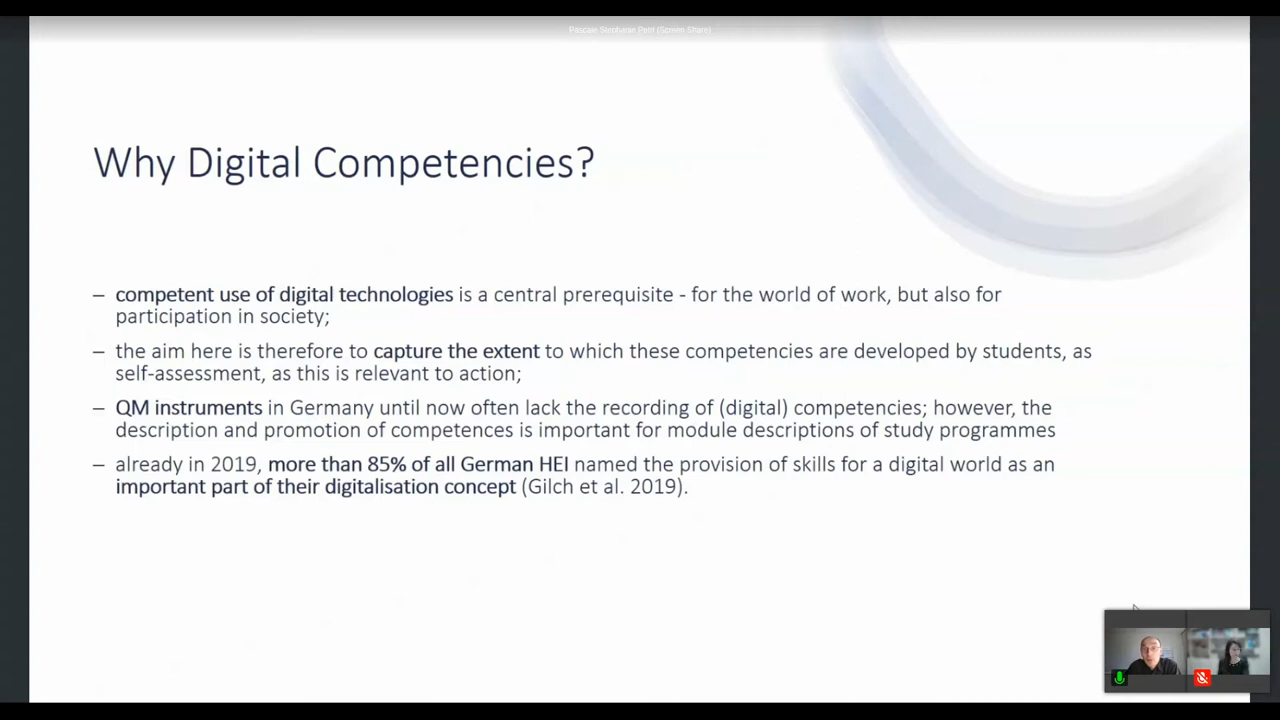 Pascale Stephanie Petri (Screen Share)
Why Digital Competencies?
– competent use of digital technologies is a central prerequisite - for the world of work, but also for
participation in society;
– the aim here is therefore to capture the extent to which these competencies are developed by students, as
self-assessment, as this is relevant to action;
– QM instruments in Germany until now often lack the recording of (digital) competencies; however, the
description and promotion of competences is important for module descriptions of study programmes
– already in 2019, more than 85% of all German HEI named the provision of skills for a digital world as an
important part of their digitalisation concept (Gilch et al. 2019).